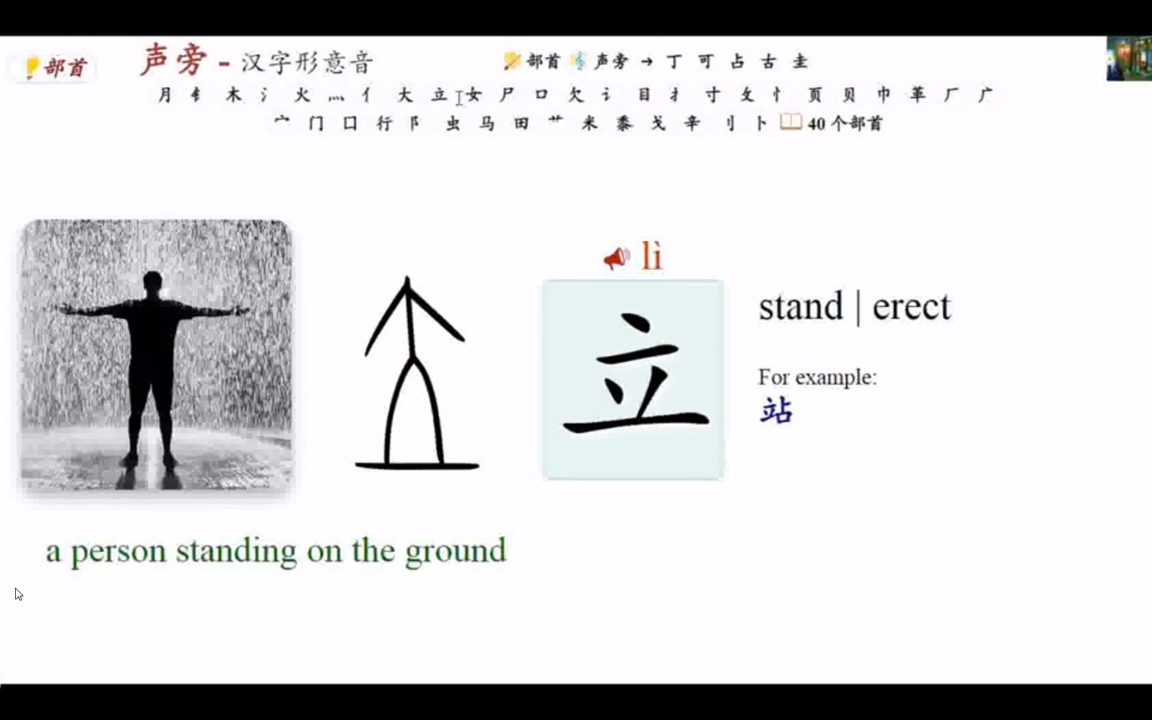 部首
声旁 - 汉字形意音
部首 声旁 → 丁 可 占 古 圭
月 钅 木 氵 火 灬 亻 大 立 女 尸 口 欠 讠 目 扌 寸 攵 忄 页 贝 巾 革 厂 广
宀 门 囗 行 阝 虫 马 田 艹 米 黍 戈 辛 刂 卜 40 个部首
lì
立
stand | erect
For example:
站
a person standing on the ground